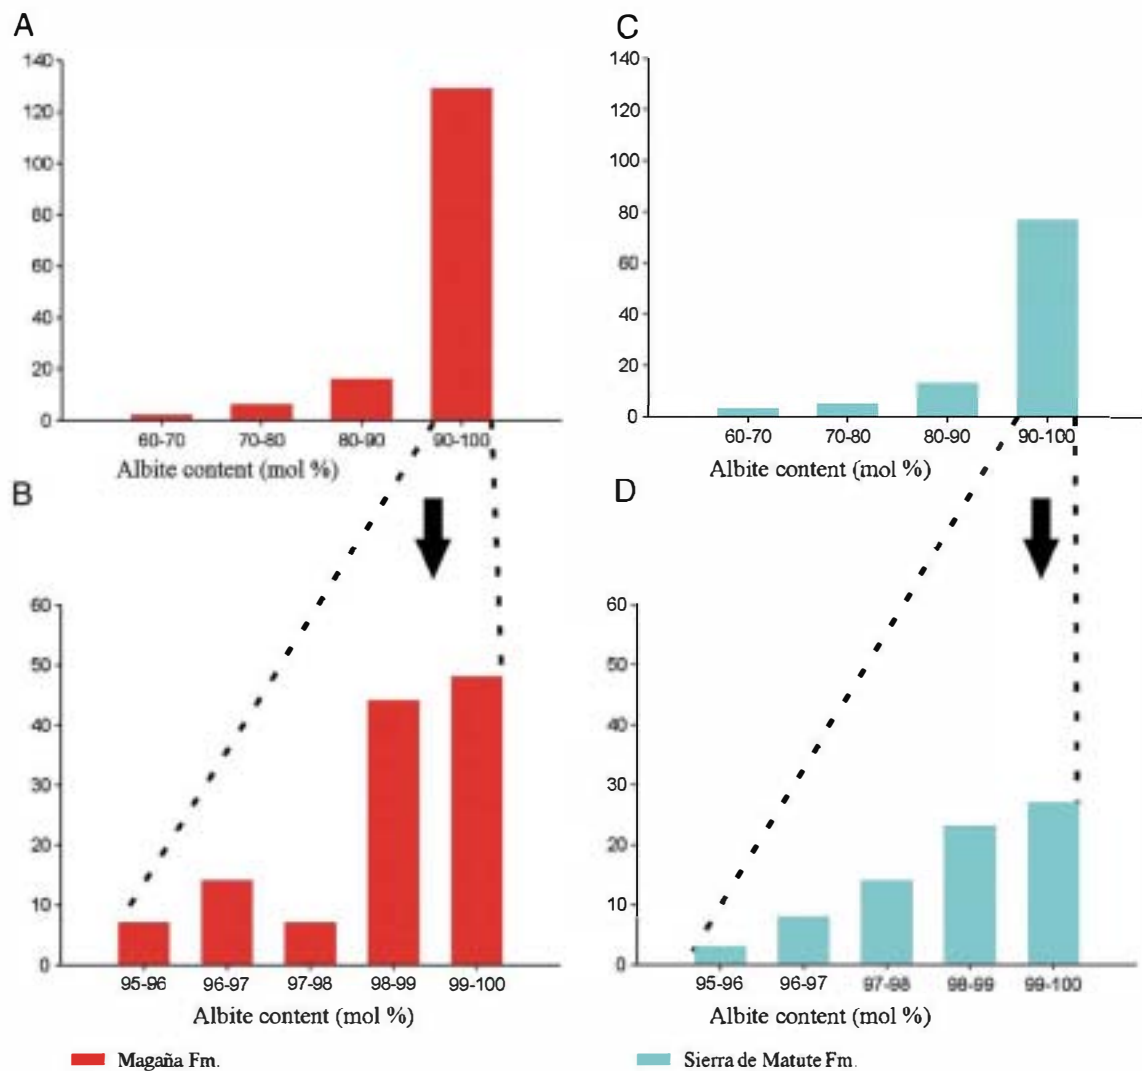 A
140
120
100
80
60
40
20
0
60-70 70-80 80-90 90-100
Albite content (mol %)
C
140
120
100
80
60
40
20
0
60-70 70-80 80-90 90-100
Albite content (mol %)
B
60
50
40
30
20
10
0
95-96 96-97 97-98 98-99 99-100
Albite content (mol %)
D
60
50
40
30
20
10
0
95-96 96-97 97-98 98-99 99-100
Albite content (mol %)
Magaña Fm.
Sierra de Matute Fm.